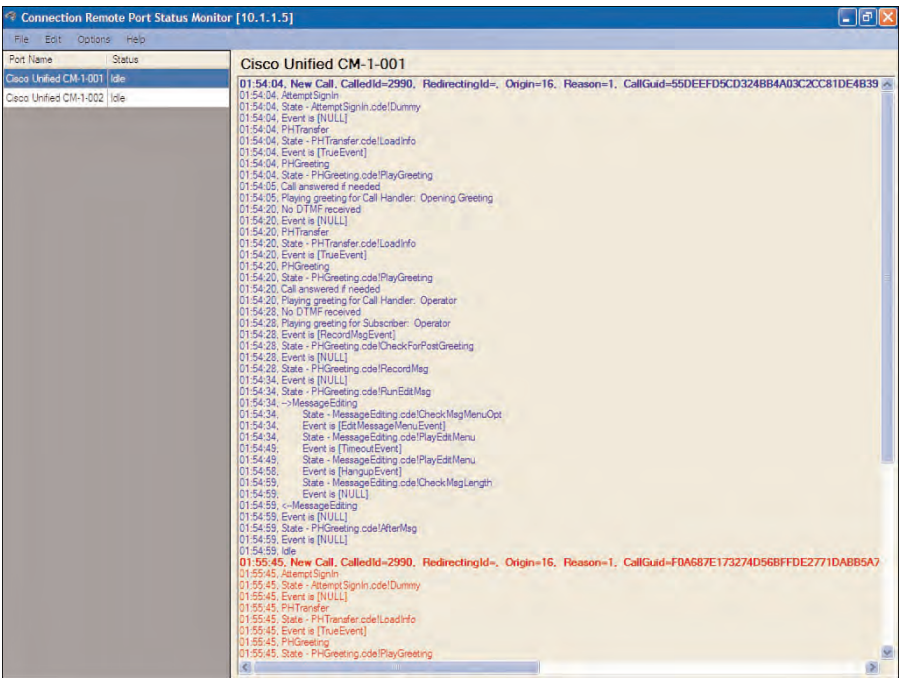 Connection Remote Port Status Monitor [10.1.1.5]
File Edit Options Help
Port Name Status
Cisco Unified CM-1-001 Idle
Cisco Unified CM-1-002 Idle
Cisco Unified CM-1-001
01:54:04, New Call, CalledId=2990, RedirectingId=, Origin=16, Reason=1, CallGuid=55DEEFD5CD324BB4A03C2CC81DE4B39
01:54:04, AttemptSignIn
01:54:04, State - AttemptSignIn.cde!Dummy
01:54:04, Event is [NULL]
01:54:04, PHTransfer
01:54:04, State - PHTransfer.cde!LoadInfo
01:54:04, Event is [TrueEvent]
01:54:04, PHGreeting
01:54:04, State - PHGreeting.cde!PlayGreeting
01:54:05, Call answered if needed
01:54:05, Playing greeting for Call Handler: Opening Greeting
01:54:20, No DTMF received
01:54:20, Event is [NULL]
01:54:20, PHTransfer
01:54:20, State - PHTransfer.cde!LoadInfo
01:54:20, Event is [TrueEvent]
01:54:20, PHGreeting
01:54:20, State - PHGreeting.cde!PlayGreeting
01:54:20, Call answered if needed
01:54:20, Playing greeting for Call Handler: Operator
01:54:28, No DTMF received
01:54:28, Playing greeting for Subscriber: Operator
01:54:28, Event is [RecordMsgEvent]
01:54:28, State - PHGreeting.cde!CheckForPostGreeting
01:54:28, Event is [NULL]
01:54:28, State - PHGreeting.cde!RecordMsg
01:54:34, Event is [NULL]
01:54:34, State - PHGreeting.cde!RunEditMsg
01:54:34, -->MessageEditing
01:54:34, State - MessageEditing.cde!CheckMsgMenuOpt
01:54:34, Event is [EditMessageMenuEvent]
01:54:34, State - MessageEditing.cde!PlayEditMenu
01:54:49, Event is [TimeoutEvent]
01:54:49, State - MessageEditing.cde!PlayEditMenu
01:54:58, Event is [HangupEvent]
01:54:59, State - MessageEditing.cde!CheckMsgLength
01:54:59, Event is [NULL]
01:54:59, <--MessageEditing
01:54:59, Event is [NULL]
01:54:59, State - PHGreeting.cde!AfterMsg
01:54:59, Event is [NULL]
01:54:59, Idle
01:55:45, New Call, CalledId=2990, RedirectingId=, Origin=16, Reason=1, CallGuid=F0A687E173274D56BFFDE2771DABB5A7
01:55:45, AttemptSignIn
01:55:45, State - AttemptSignIn.cde!Dummy
01:55:45, Event is [NULL]
01:55:45, PHTransfer
01:55:45, State - PHTransfer.cde!LoadInfo
01:55:45, Event is [TrueEvent]
01:55:45, PHGreeting
01:55:45, State - PHGreeting.cde!PlayGreeting